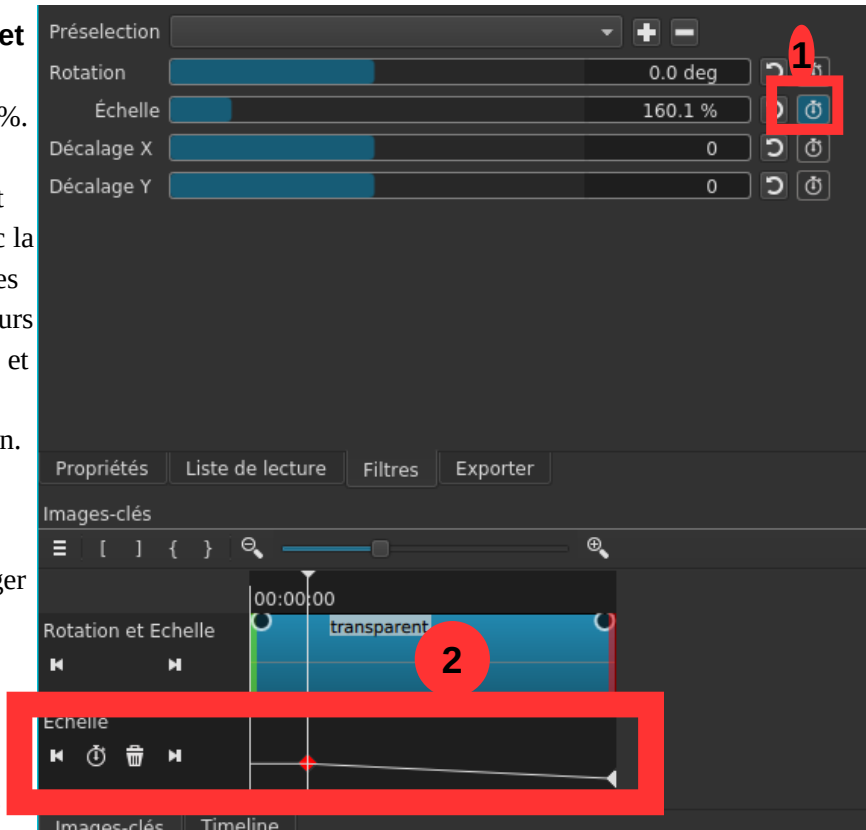 et
%.
t
c la
es
urs
et
n.
ger
Préselection
1
Rotation 0.0 deg
Échelle 160.1 %
Décalage X 0
Décalage Y 0
Propriétés Liste de lecture Filtres Exporter
Images-clés
[ ] { }
00:00:00
Rotation et Echelle transparent
2
Echelle
Images-clés Timeline